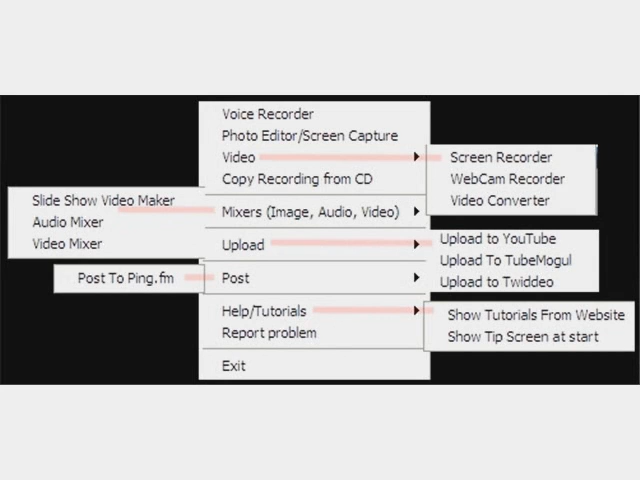 Voice Recorder
Photo Editor/Screen Capture
Video
Screen Recorder
WebCam Recorder
Video Converter
Copy Recording from CD
Mixers (Image, Audio, Video)
Slide Show Video Maker
Audio Mixer
Video Mixer
Upload
Upload to YouTube
Upload To TubeMogul
Upload to Twiddeo
Post
Post To Ping.fm
Help/Tutorials
Show Tutorials From Website
Show Tip Screen at start
Report problem
Exit